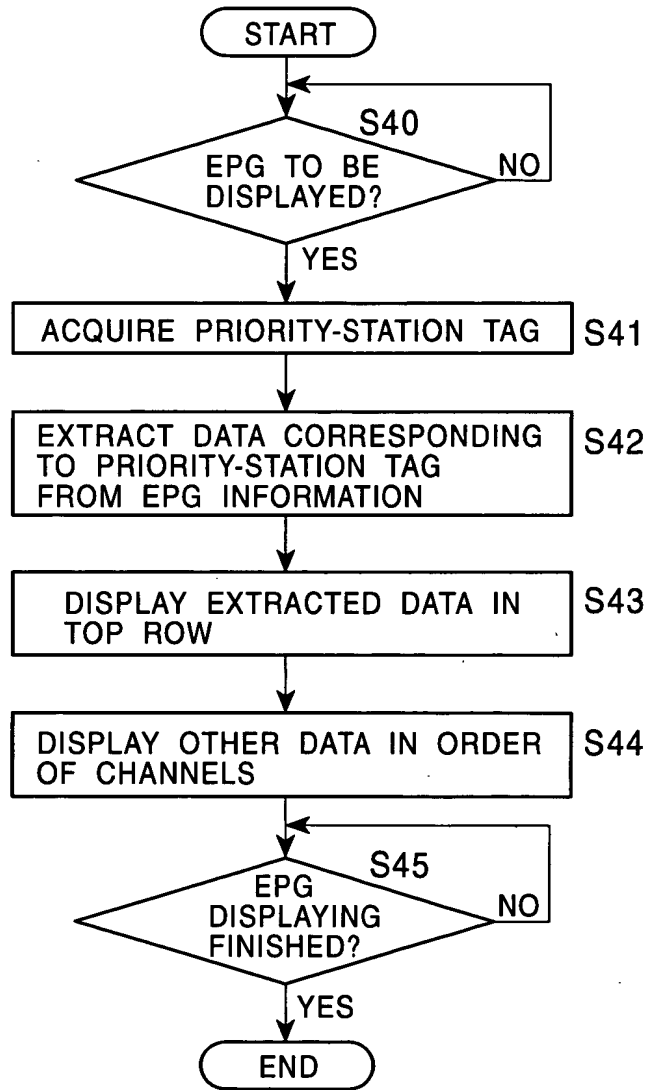 START
S40
EPG TO BE
DISPLAYED?
NO
YES
ACQUIRE PRIORITY-STATION TAG
S41
EXTRACT DATA CORRESPONDING
TO PRIORITY-STATION TAG
FROM EPG INFORMATION
S42
DISPLAY EXTRACTED DATA IN
TOP ROW
S43
DISPLAY OTHER DATA IN ORDER
OF CHANNELS
S44
S45
EPG
DISPLAYING
FINISHED?
NO
YES
END